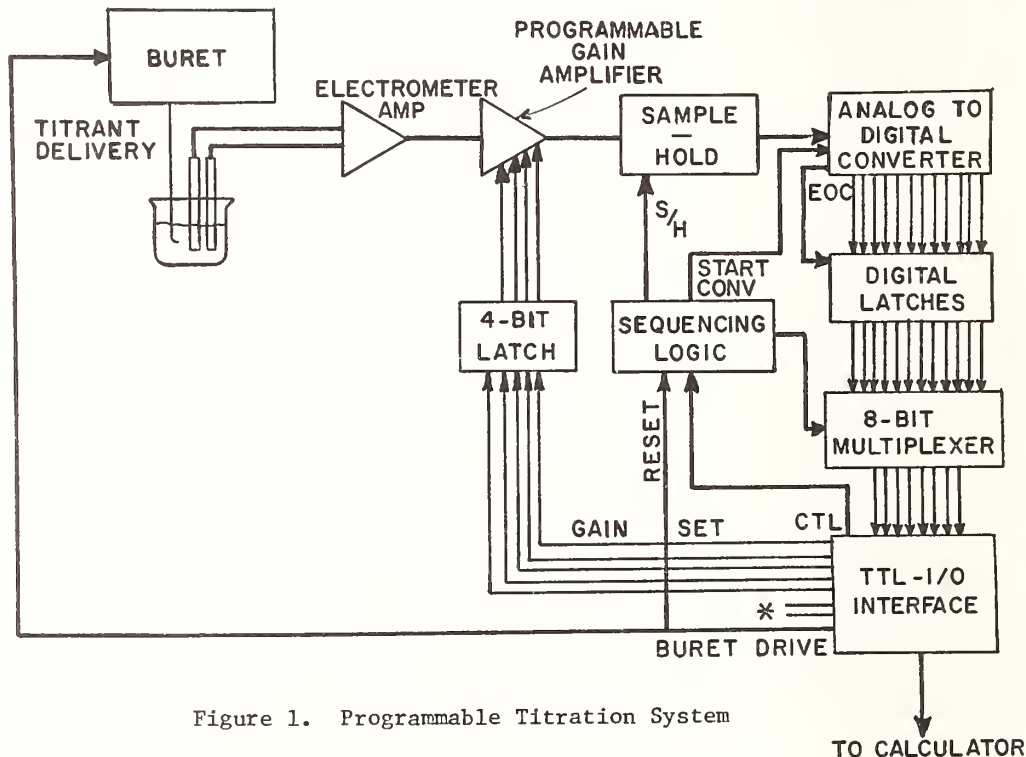 BURET
PROGRAMMABLE
GAIN
AMPLIFIER
ELECTROMETER
AMP
SAMPLE
—
HOLD
ANALOG TO
DIGITAL
CONVERTER
TITRANT
DELIVERY
EOC
S/H
START
CONV
DIGITAL
LATCHES
4-BIT
LATCH
SEQUENCING
LOGIC
8-BIT
MULTIPLEXER
RESET
GAIN SET
CTL
TTL-I/O
INTERFACE
*
BURET DRIVE
Figure 1. Programmable Titration System
TO CALCULATOR